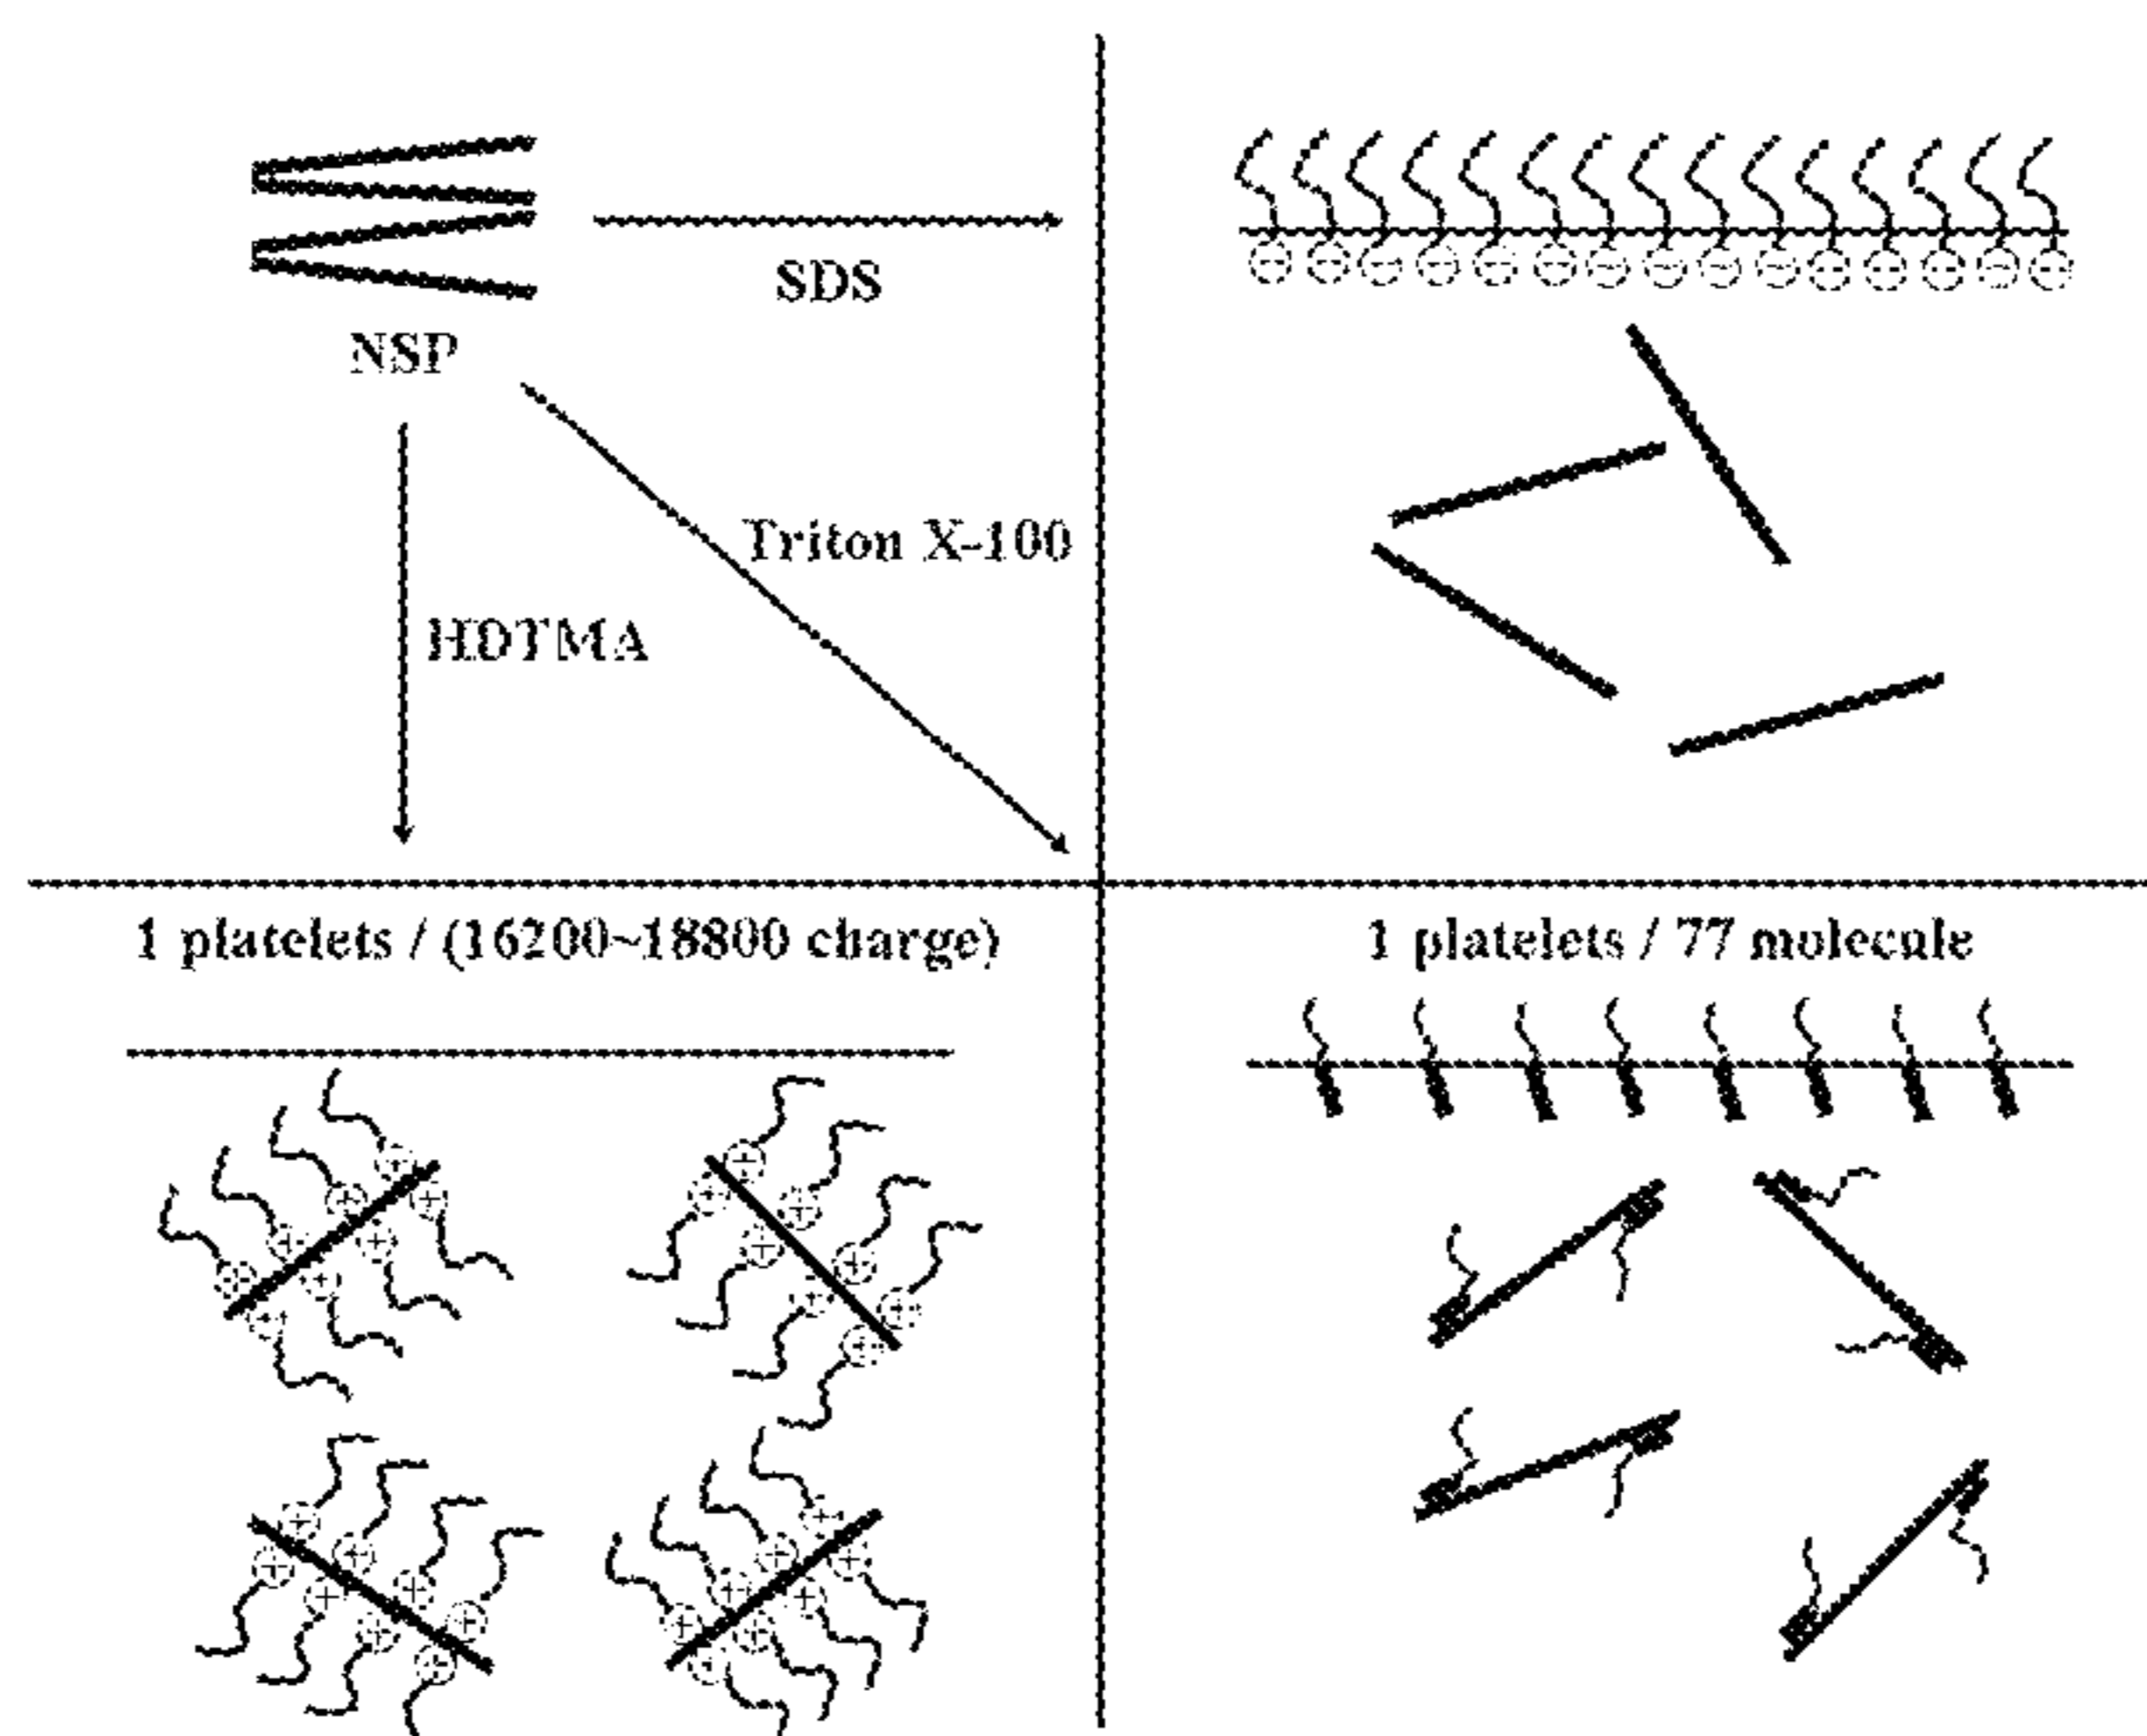 SDS
NSP
Triton X-100
HDTMA
1 platelets / (16200~18800 charge)
1 platelets / 77 molecule